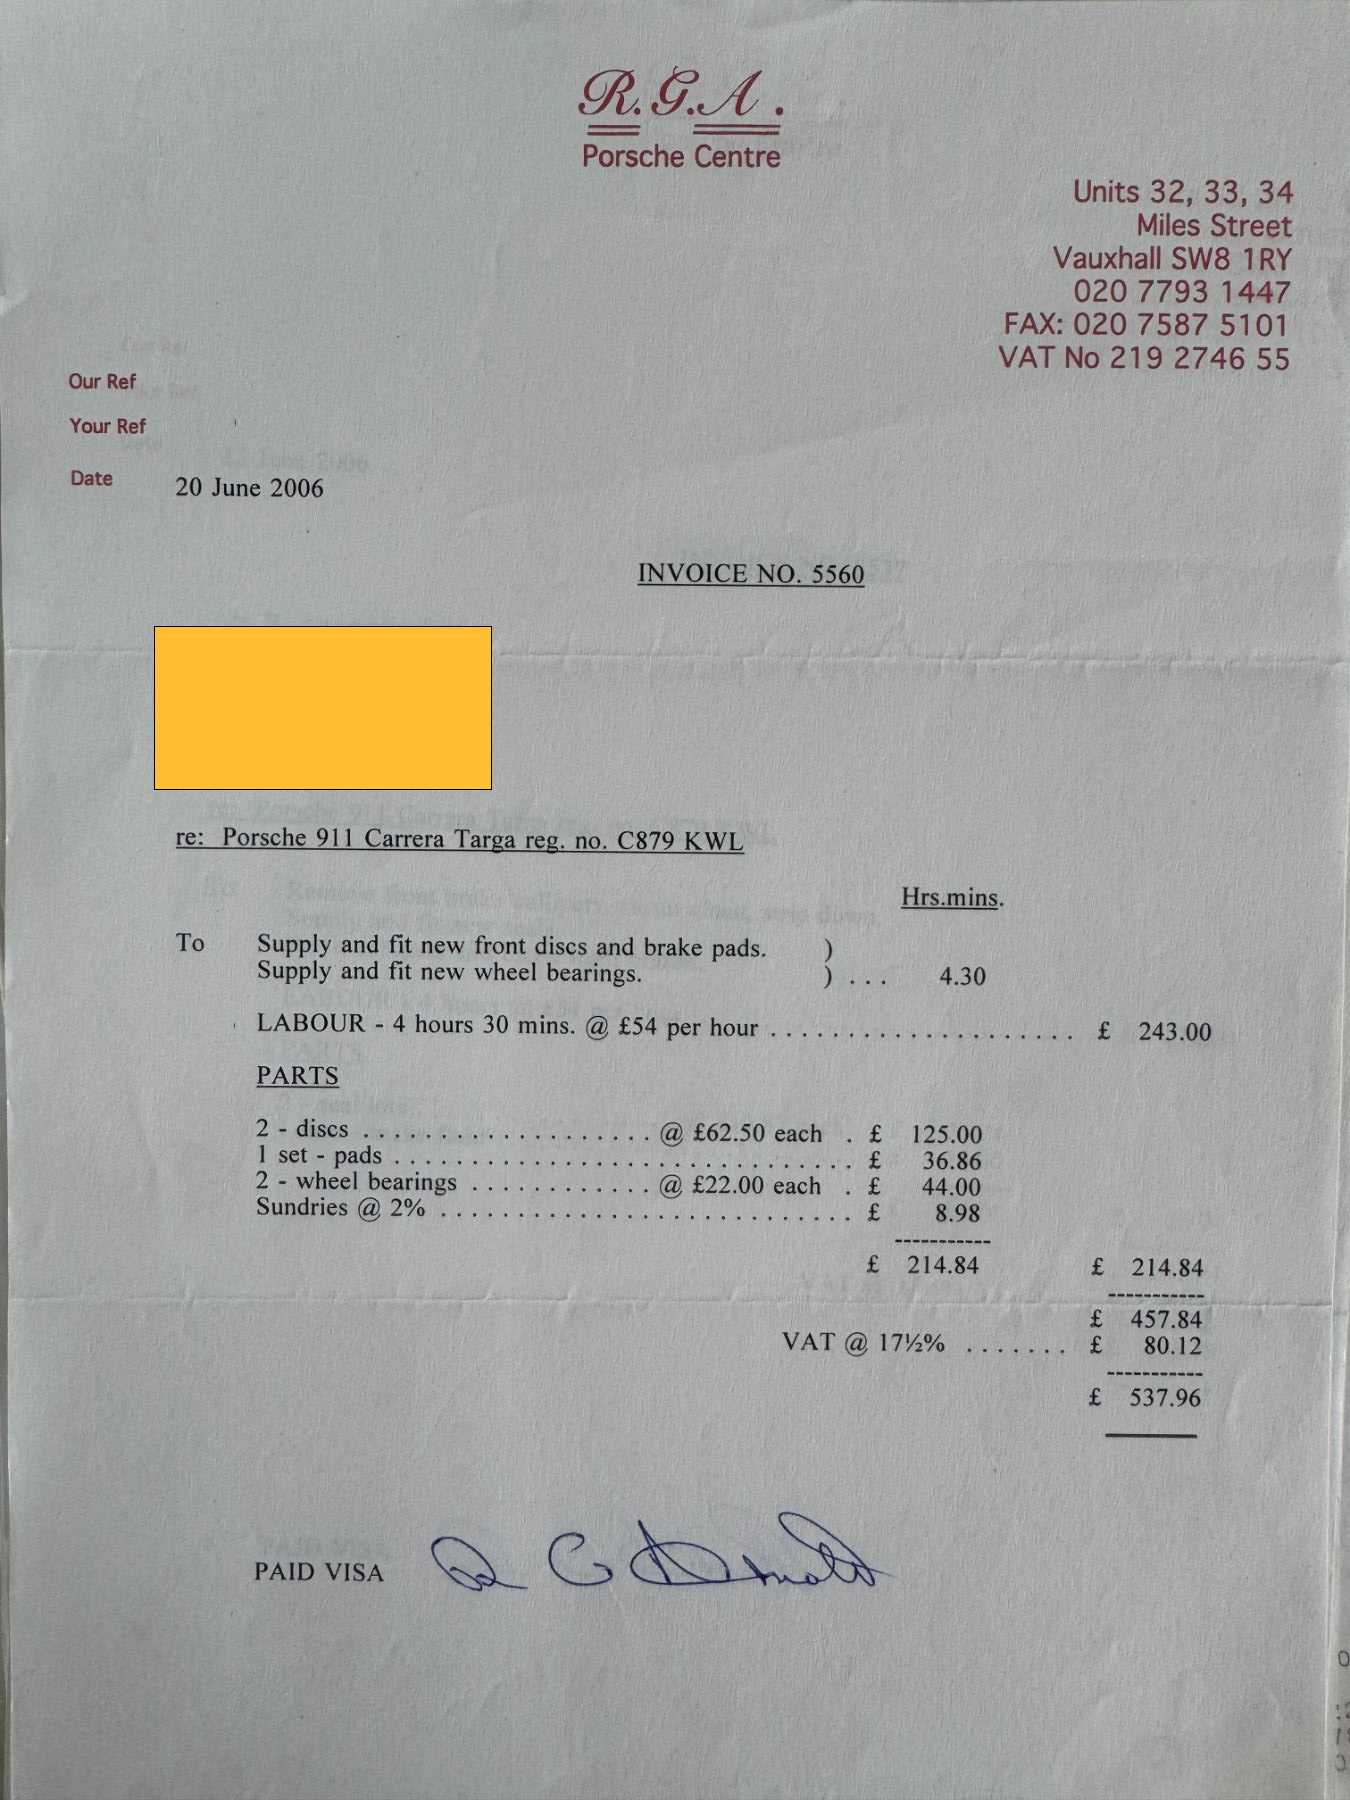 R.G.A.
Porsche Centre
Units 32, 33, 34
Miles Street
Vauxhall SW8 1RY
020 7793 1447
FAX: 020 7587 5101
VAT No 219 2746 55
Our Ref
Your Ref
Date 20 June 2006
INVOICE NO. 5560
re: Porsche 911 Carrera Targa reg. no. C879 KWL
Hrs.mins.
To Supply and fit new front discs and brake pads. )
Supply and fit new wheel bearings. ) ... 4.30
LABOUR - 4 hours 30 mins. @ £54 per hour ..................... £ 243.00
PARTS
2 - discs .................... @ £62.50 each . £ 125.00
1 set - pads ................................ £ 36.86
2 - wheel bearings ............. @ £22.00 each . £ 44.00
Sundries @ 2% ............................. £ 8.98
-----------
£ 214.84 £ 214.84
-----------
£ 457.84
VAT @ 17½% ....... £ 80.12
-----------
£ 537.96
PAID VISA